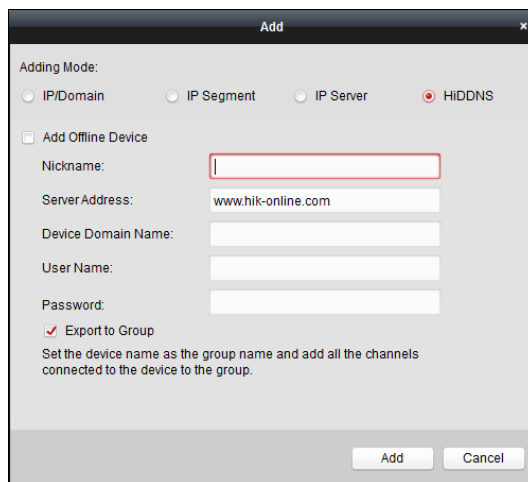 Add
×
Adding Mode:
IP/Domain IP Segment IP Server HiDDNS
Add Offline Device
Nickname:
Server Address: www.hik-online.com
Device Domain Name:
User Name:
Password:
Export to Group
Set the device name as the group name and add all the channels
connected to the device to the group.
Add Cancel